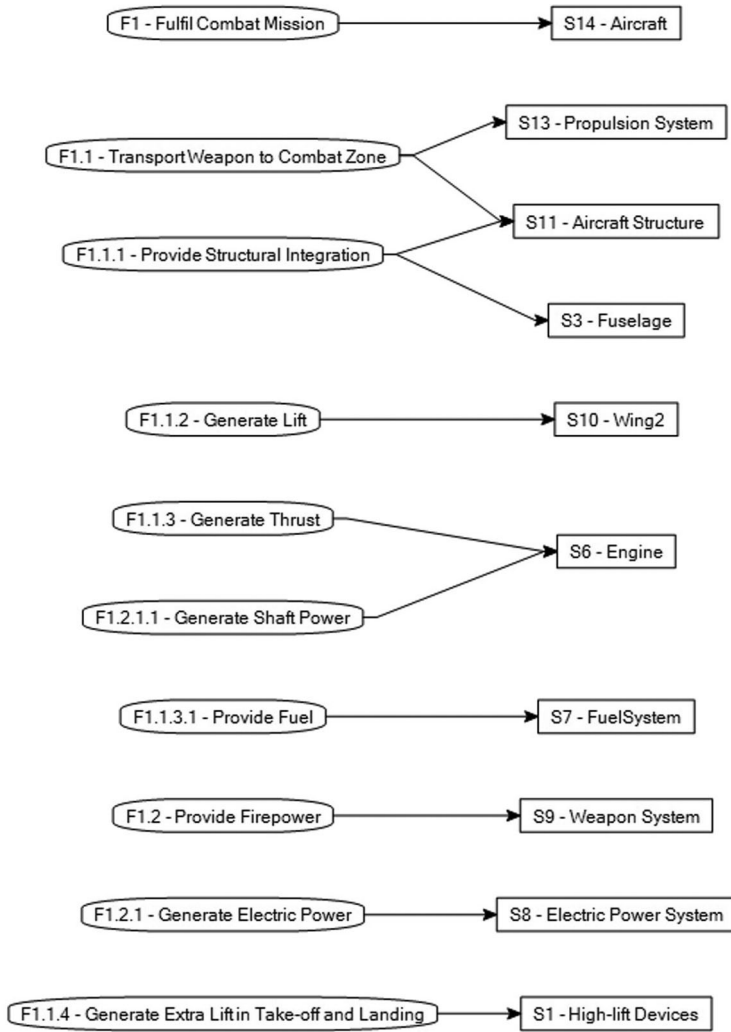 F1 - Fulfil Combat Mission
S14 - Aircraft
S13 - Propulsion System
F1.1 - Transport Weapon to Combat Zone
S11 - Aircraft Structure
F1.1.1 - Provide Structural Integration
S3 - Fuselage
F1.1.2 - Generate Lift
S10 - Wing2
F1.1.3 - Generate Thrust
S6 - Engine
F1.2.1.1 - Generate Shaft Power
F1.1.3.1 - Provide Fuel
S7 - FuelSystem
F1.2 - Provide Firepower
S9 - Weapon System
F1.2.1 - Generate Electric Power
S8 - Electric Power System
F1.1.4 - Generate Extra Lift in Take-off and Landing
S1 - High-lift Devices